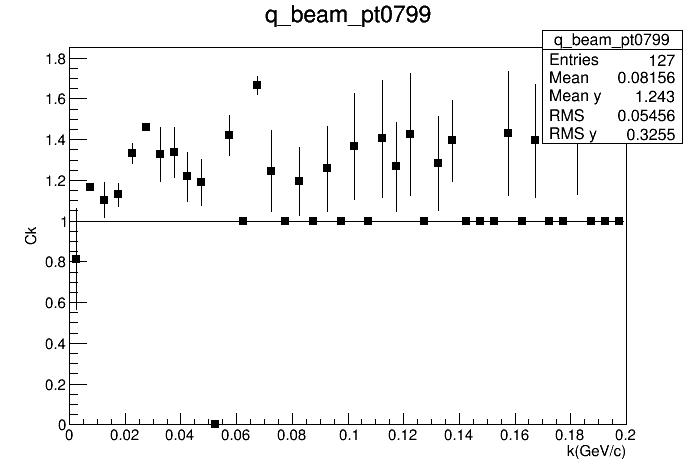 q_beam_pt0799
q_beam_pt0799
Entries 127
Mean 0.08156
Mean y 1.243
RMS 0.05456
RMS y 0.3255
Ck
1.8
1.6
1.4
1.2
1
0.8
0.6
0.4
0.2
0
0 0.02 0.04 0.06 0.08 0.1 0.12 0.14 0.16 0.18 0.2
k(GeV/c)